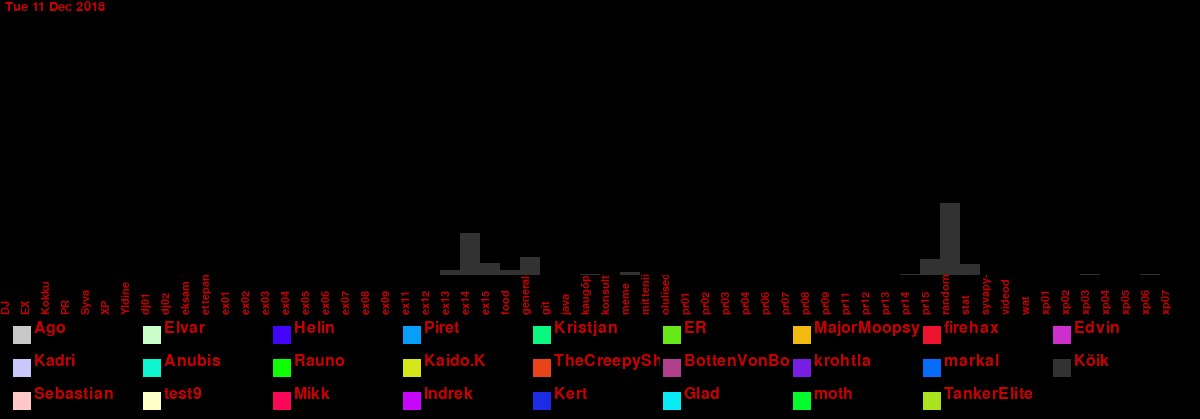 Tue 11 Dec 2018
DJ
EX
Kokku
PR
Syva
XP
Yldine
dj01
dj02
eksam
ettepan
ex01
ex02
ex03
ex04
ex05
ex06
ex07
ex08
ex09
ex11
ex12
ex13
ex14
ex15
food
general
git
java
kaugõp
konsult
meme
mitteinii
olulised
pr01
pr02
pr03
pr04
pr06
pr07
pr08
pr09
pr11
pr12
pr13
pr14
pr15
random
stat
syvapy-
videod
wat
xp01
xp02
xp03
xp04
xp05
xp06
xp07
Ago Elvar Helin Piret Kristjan ER MajorMoopsy firehax Edvin
Kadri Anubis Rauno Kaido.K TheCreepySh BottenVonBo krohtla markal Kõik
Sebastian test9 Mikk Indrek Kert Glad moth TankerElite